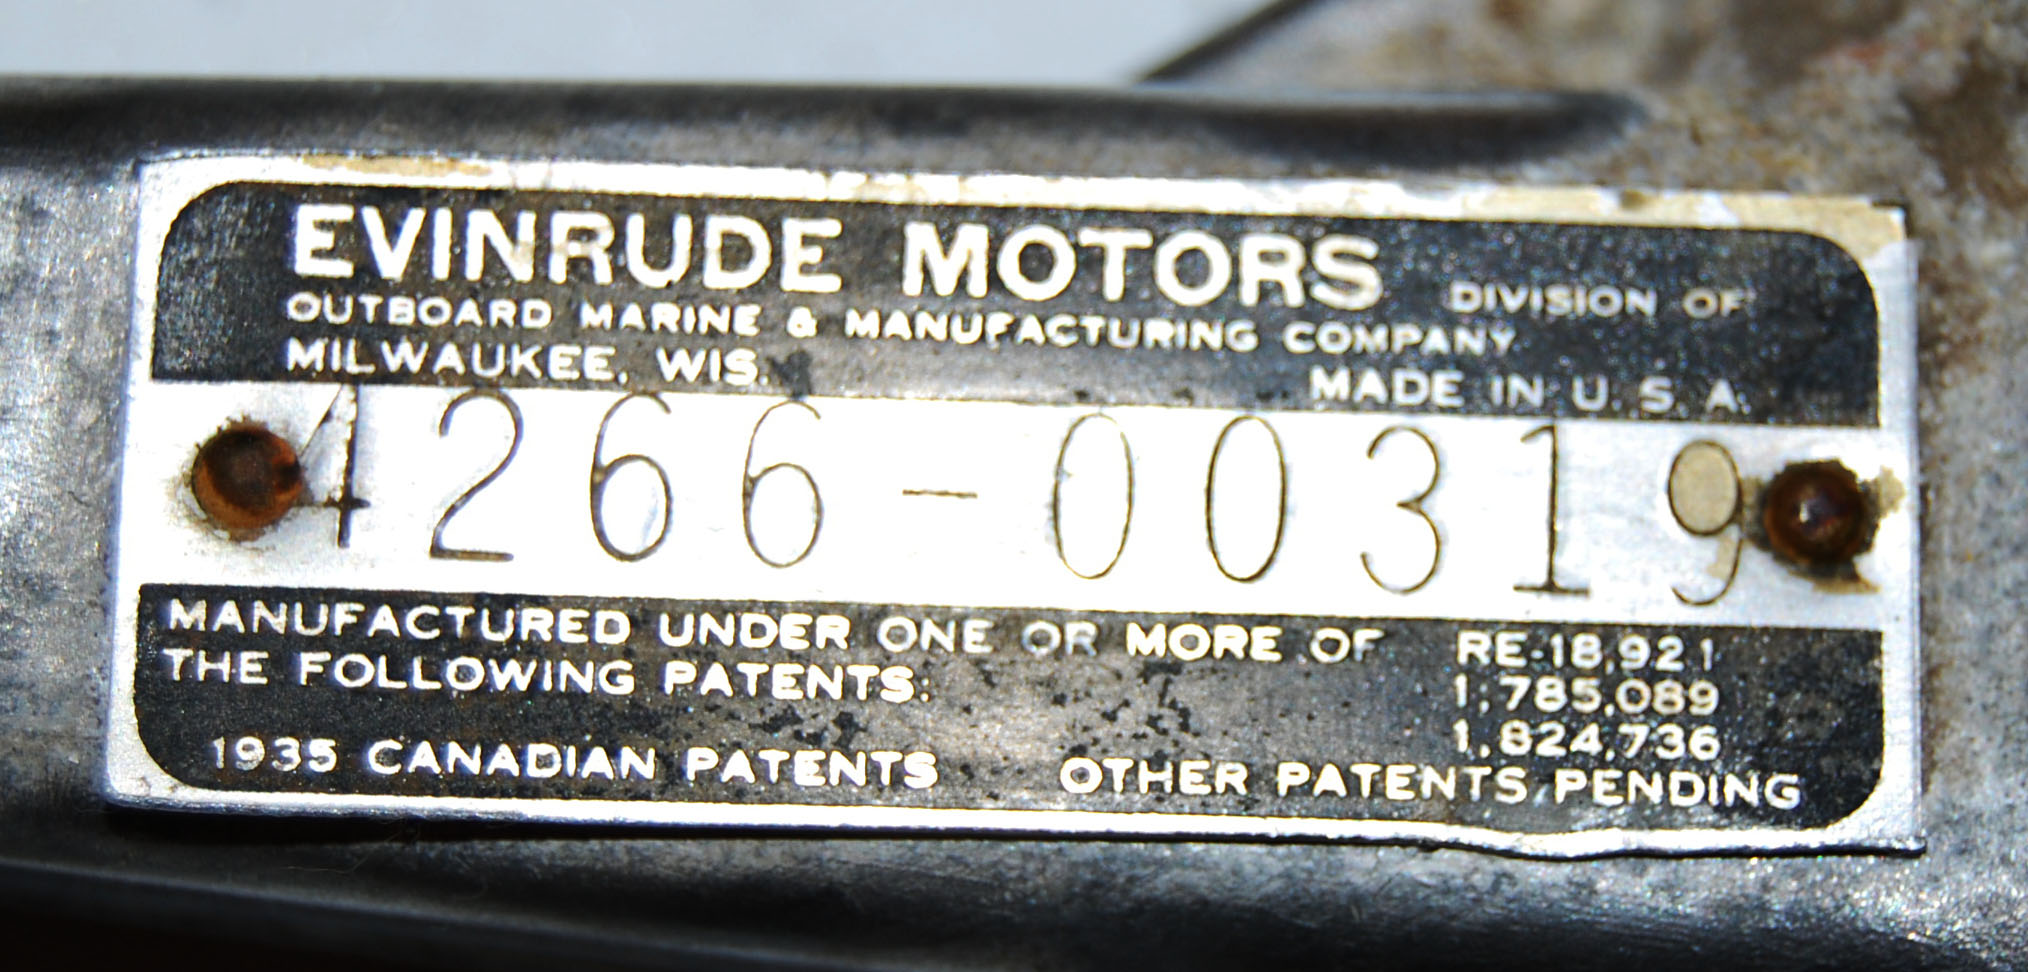 EVINRUDE MOTORS DIVISION OF
OUTBOARD MARINE & MANUFACTURING COMPANY
MILWAUKEE, WIS. MADE IN U. S. A.
4266-00319
MANUFACTURED UNDER ONE OR MORE OF RE-18,921
THE FOLLOWING PATENTS: 1,785,089
1,824,736
1935 CANADIAN PATENTS OTHER PATENTS PENDING